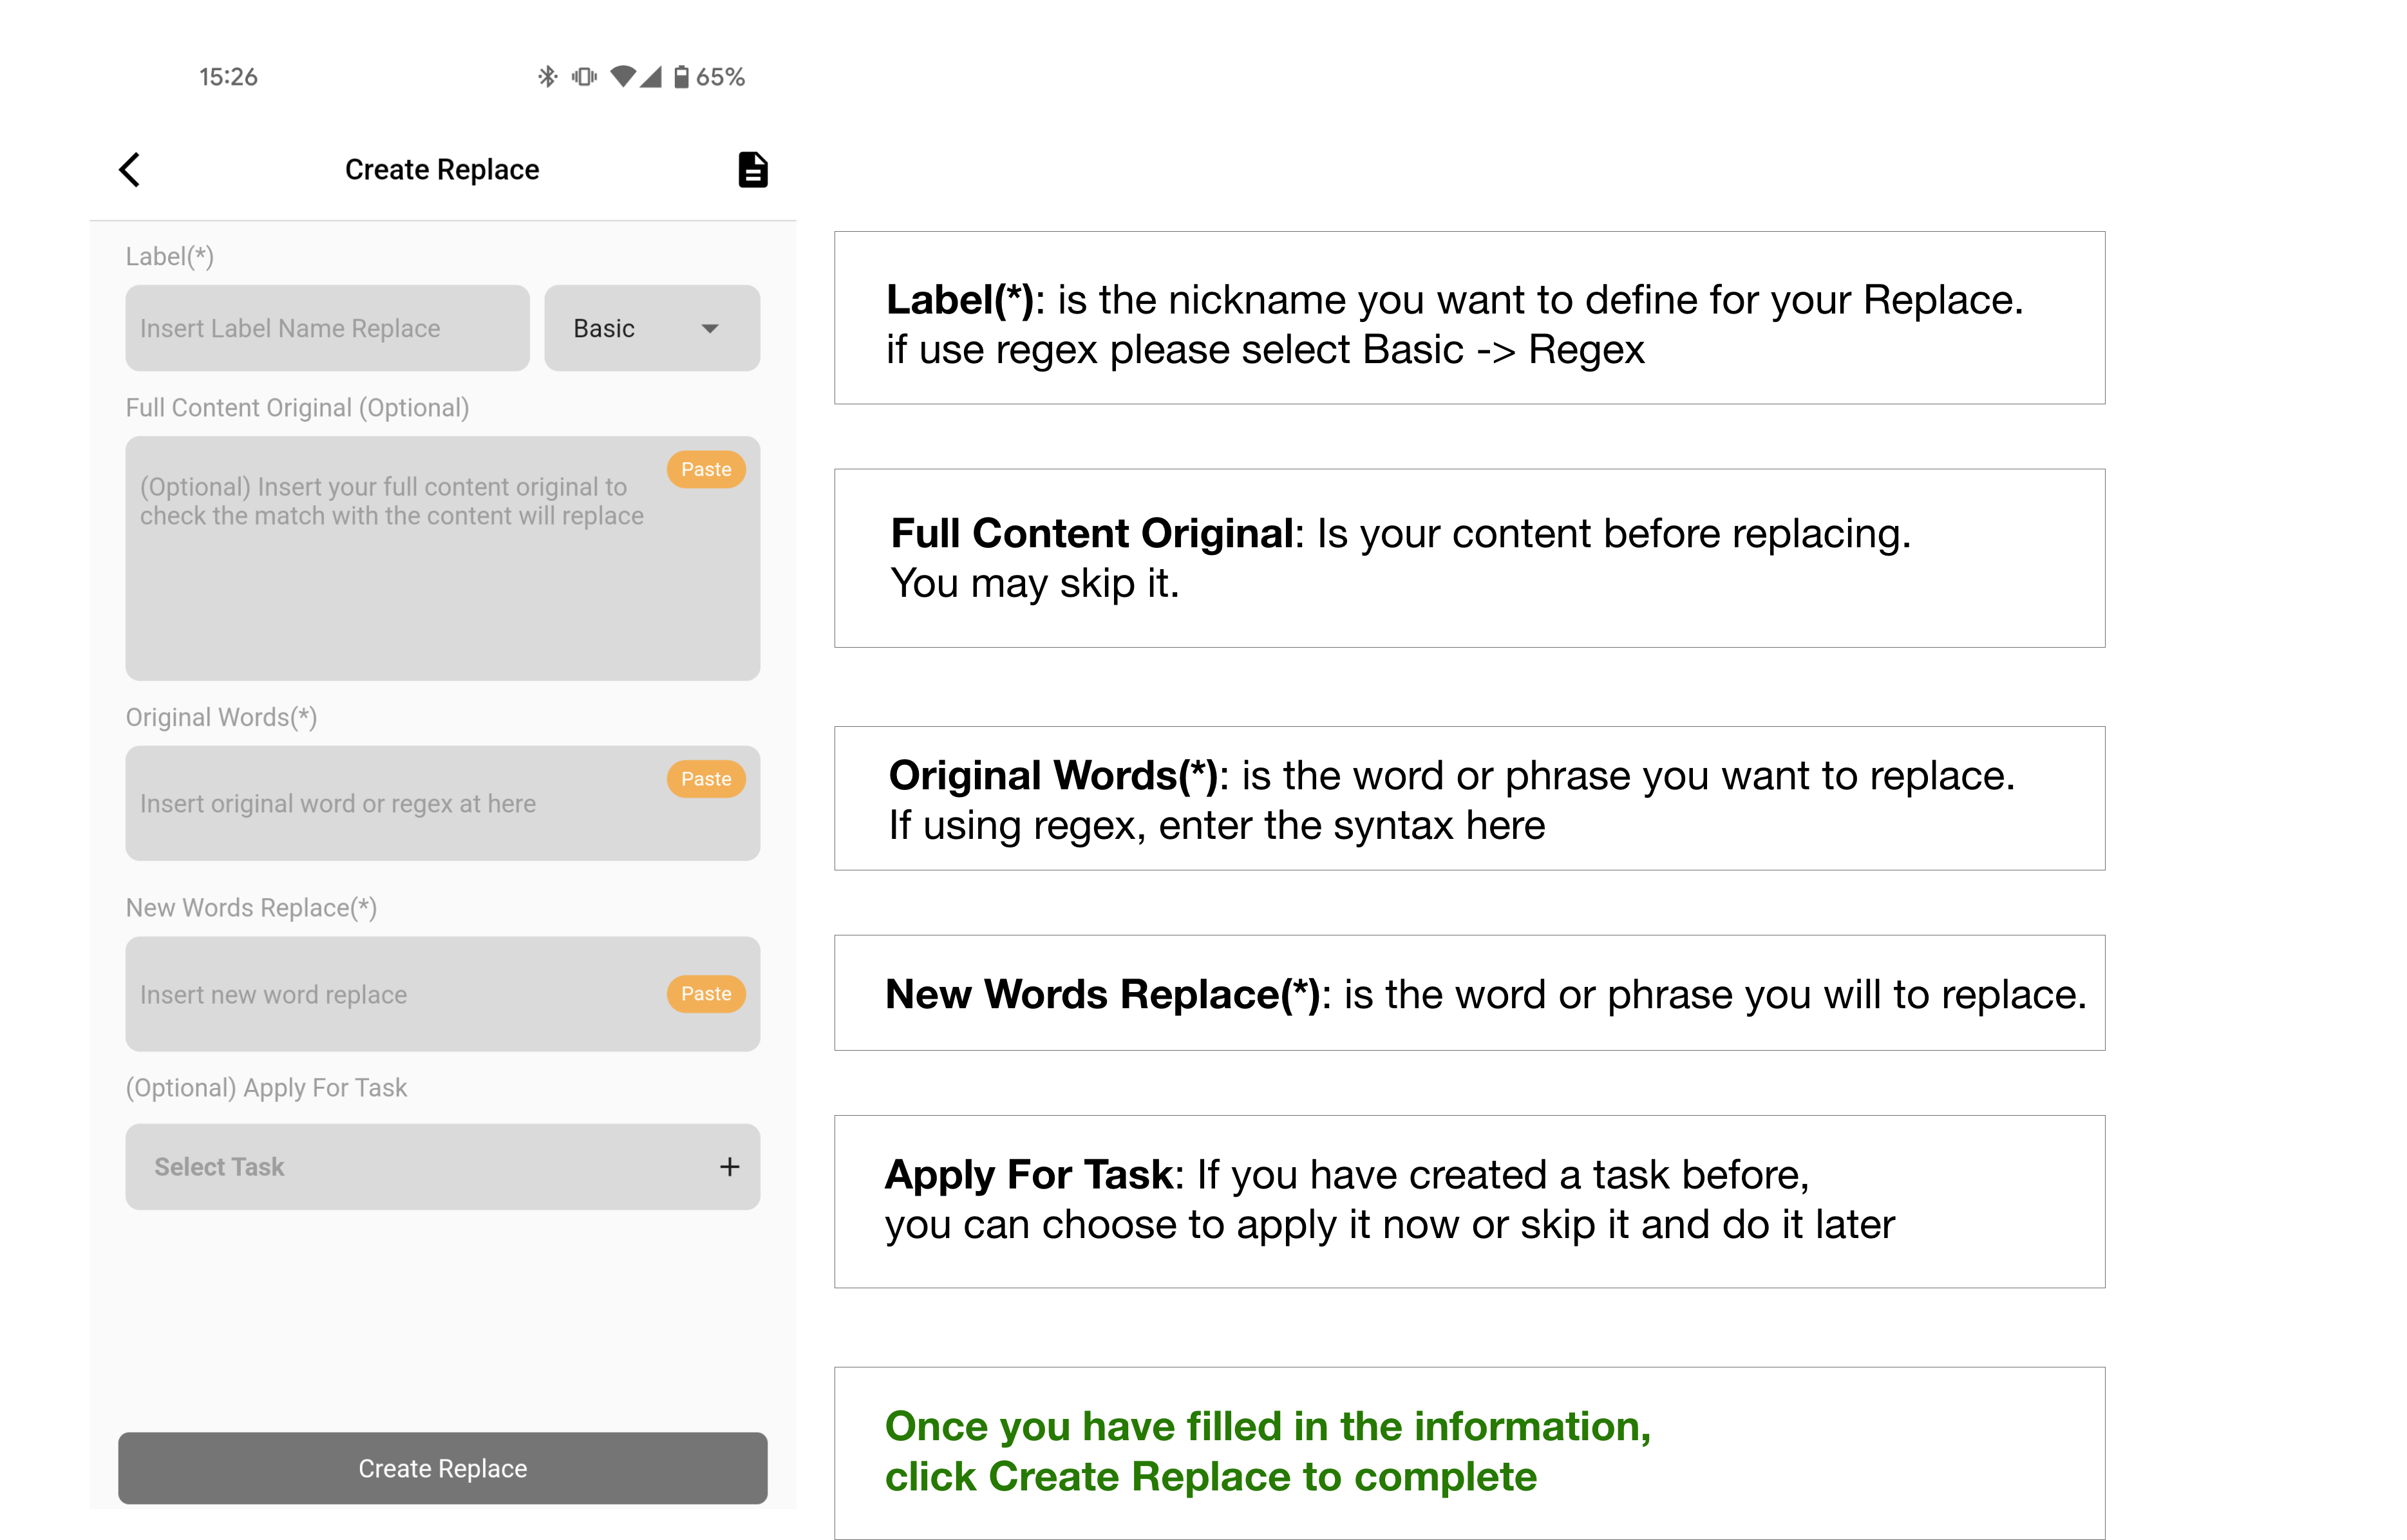 15:26
65%
Create Replace
Label(*)
Insert Label Name Replace
Basic
Full Content Original (Optional)
Paste
(Optional) Insert your full content original to
check the match with the content will replace
Original Words(*)
Paste
Insert original word or regex at here
New Words Replace(*)
Insert new word replace
Paste
(Optional) Apply For Task
Select Task
Create Replace
Label(*): is the nickname you want to define for your Replace.
if use regex please select Basic -> Regex
Full Content Original: Is your content before replacing.
You may skip it.
Original Words(*): is the word or phrase you want to replace.
If using regex, enter the syntax here
New Words Replace(*): is the word or phrase you will to replace.
Apply For Task: If you have created a task before,
you can choose to apply it now or skip it and do it later
Once you have filled in the information,
click Create Replace to complete